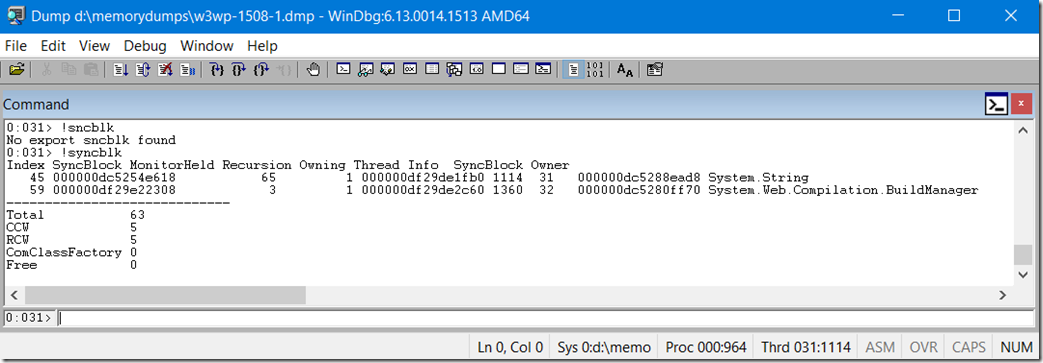 Dump d:\memorydumps\w3wp-1508-1.dmp - WinDbg:6.13.0014.1513 AMD64
File Edit View Debug Window Help
Command
0:031> !sncblk
No export sncblk found
0:031> !syncblk
Index SyncBlock MonitorHeld Recursion Owning Thread Info  SyncBlock Owner
45 000000dc5254e618 65 1 000000df29de1fb0 1114 31 000000dc5288ead8 System.String
59 000000df29e22308 3 1 000000df29de2c60 1360 32 000000dc5280ff70 System.Web.Compilation.BuildManager
-----------------------------
Total 63
CCW 5
RCW 5
ComClassFactory 0
Free 0
0:031>
Ln 0, Col 0 Sys 0:d:\memo Proc 000:964 Thrd 031:1114 ASM OVR CAPS NUM